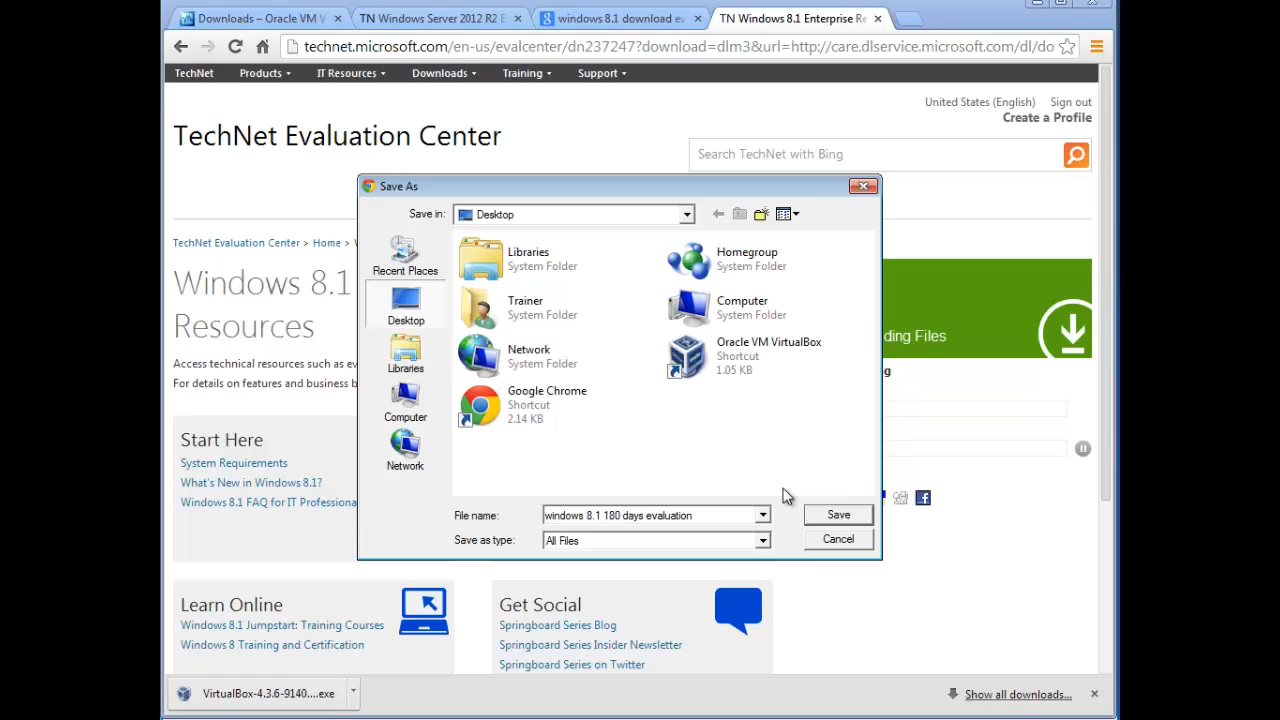 Downloads – Oracle VM V
TN Windows Server 2012 R2 E
windows 8.1 download ev
TN Windows 8.1 Enterprise Re
technet.microsoft.com/en-us/evalcenter/dn237247?download=dlm3&url=http://care.dlservice.microsoft.com/dl/do
TechNet Products IT Resources Downloads Training Support
United States (English) Sign out
Create a Profile
TechNet Evaluation Center
Search TechNet with Bing
Save As
Save in: Desktop
TechNet Evaluation Center > Home >
Windows 8.1
Resources
Access technical resources such as ev
For details on features and business b
Recent Places
Desktop
Libraries
Computer
Network
Libraries
System Folder
Homegroup
System Folder
Trainer
System Folder
Computer
System Folder
Network
System Folder
Oracle VM VirtualBox
Shortcut
1.05 KB
Google Chrome
Shortcut
2.14 KB
ding Files
File name: windows 8.1 180 days evaluation Save
Save as type: All Files Cancel
Start Here
System Requirements
What's New in Windows 8.1?
Windows 8.1 FAQ for IT Professiona
Learn Online
Windows 8.1 Jumpstart: Training Courses
Windows 8 Training and Certification
Get Social
Springboard Series Blog
Springboard Series Insider Newsletter
Springboard Series on Twitter
VirtualBox-4.3.6-9140....exe
Show all downloads...